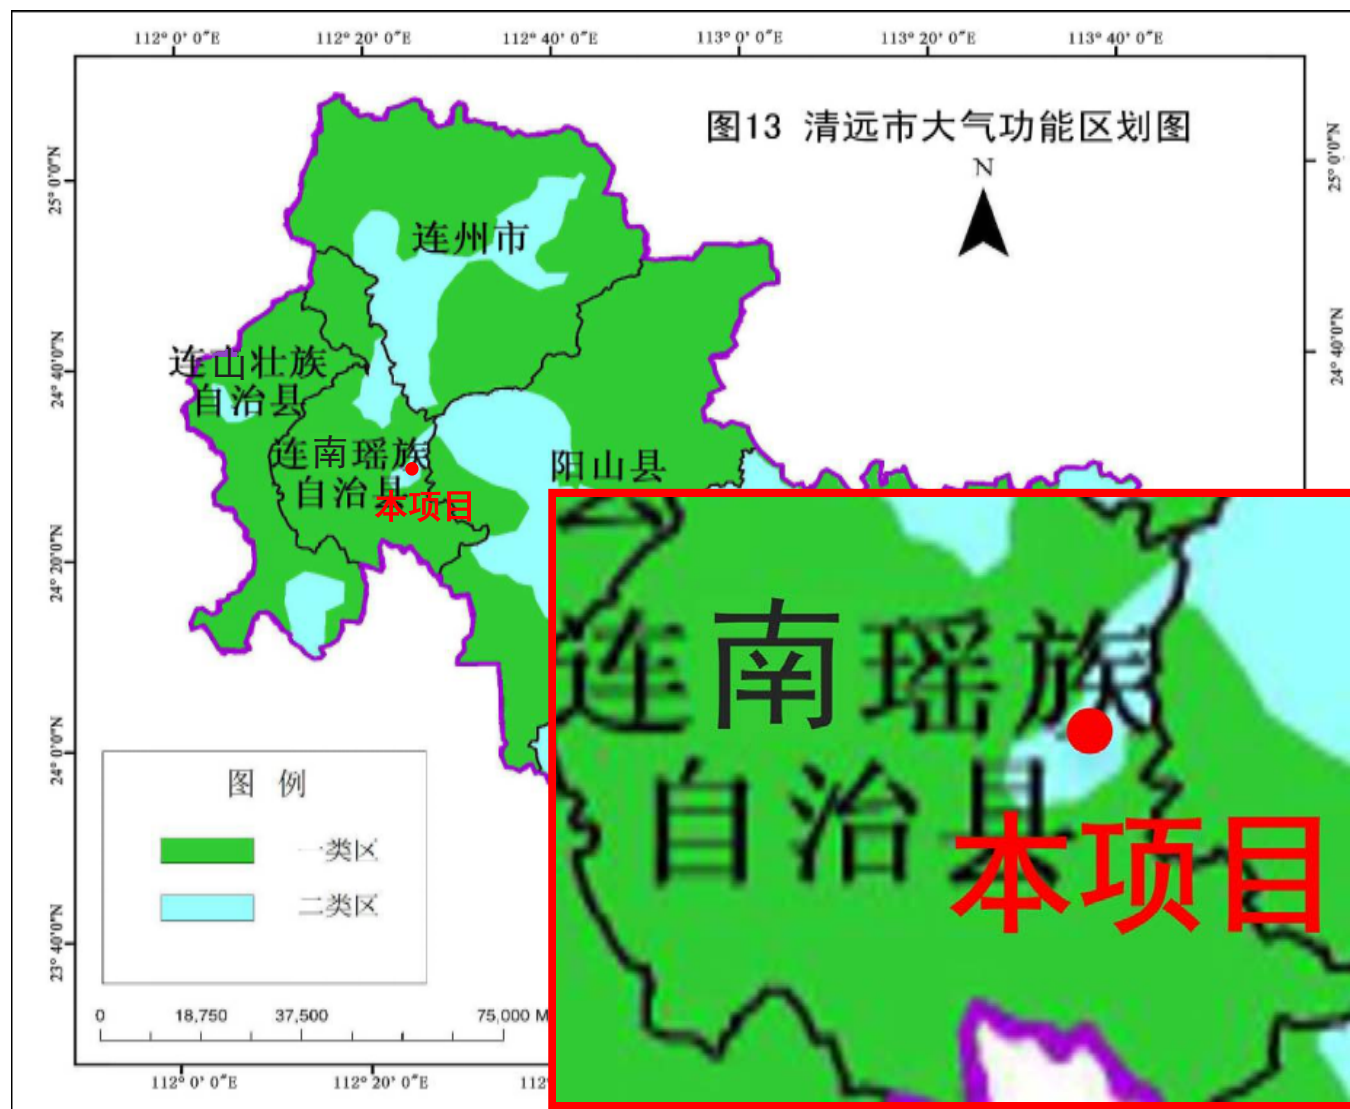 112° 0′ 0″E 112° 20′ 0″E 112° 40′ 0″E 113° 0′ 0″E 113° 20′ 0″E 113° 40′ 0″E
图13 清远市大气功能区划图
N
25° 0′0″N
25° 0′0″N
24° 40′0″N
24° 40′0″N
24° 20′0″N
24° 0′0″N
23° 40′0″N
连州市
连山壮族
自治县
连南瑶族
自治县
阳山县
本项目
连南瑶族
自治县
本项目
图 例
一类区
二类区
0 18,750 37,500 75,000 M
112° 0′ 0″E 112° 20′ 0″E 112°